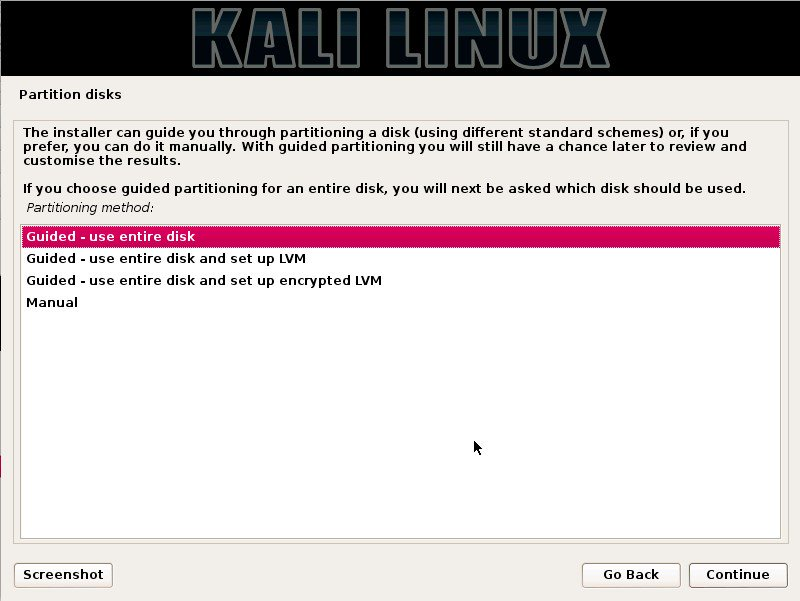 KALI LINUX
Partition disks
The installer can guide you through partitioning a disk (using different standard schemes) or, if you
prefer, you can do it manually. With guided partitioning you will still have a chance later to review and
customise the results.
If you choose guided partitioning for an entire disk, you will next be asked which disk should be used.
Partitioning method:
Guided - use entire disk
Guided - use entire disk and set up LVM
Guided - use entire disk and set up encrypted LVM
Manual
Screenshot
Go Back
Continue